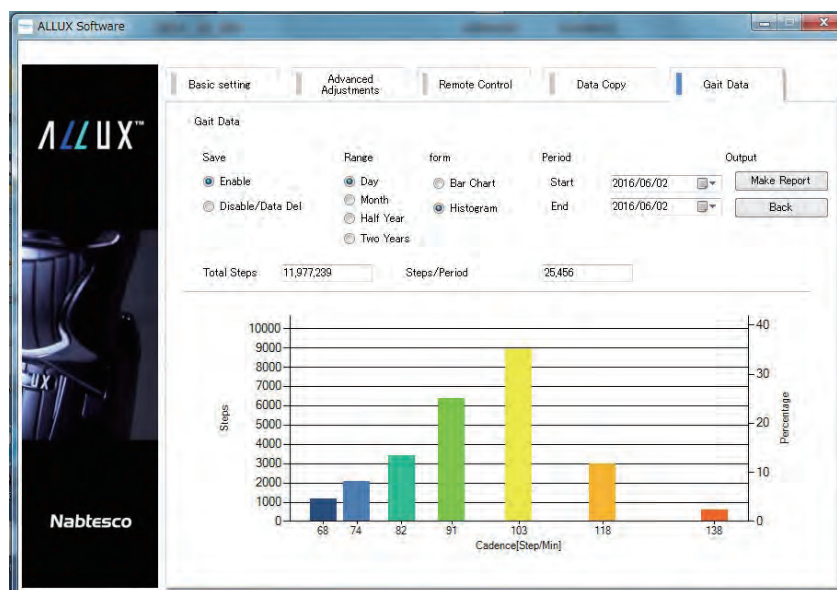 ALLUX Software
ALLUX™
Basic setting
Advanced Adjustments
Remote Control
Data Copy
Gait Data
Gait Data
Save Range form Period Output
Enable Day Bar Chart Start 2016/06/02 Make Report
Disable/Data Del Month Histogram End 2016/06/02 Back
Half Year
Two Years
Total Steps 11,977,239 Steps/Period 25,456
10000 40
9000
8000
7000 30
6000
5000 20
4000
3000
2000 10
1000
0 0
Steps
Percentage
68 74 82 91 103 118 138
Cadence[Step/Min]
UX
Nabtesco